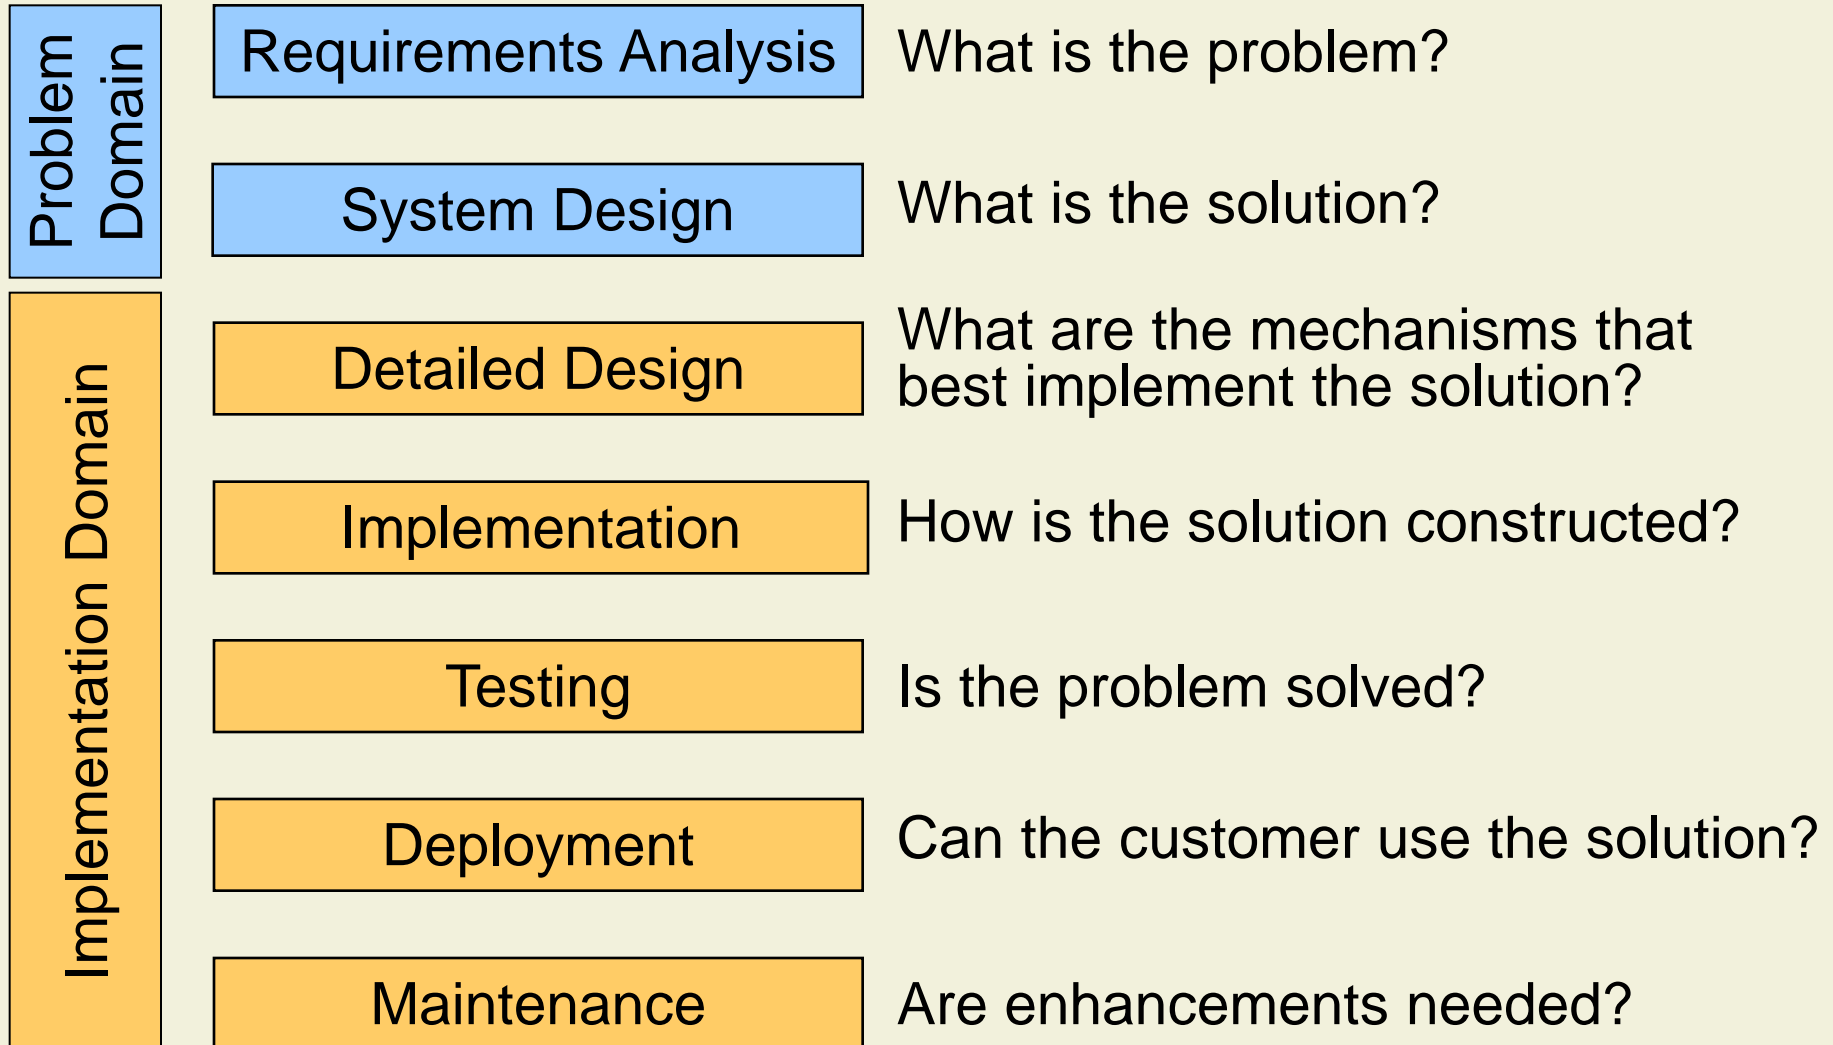 Problem
Domain
Requirements Analysis
What is the problem?
System Design
What is the solution?
Implementation Domain
Detailed Design
What are the mechanisms that
best implement the solution?
Implementation
How is the solution constructed?
Testing
Is the problem solved?
Deployment
Can the customer use the solution?
Maintenance
Are enhancements needed?